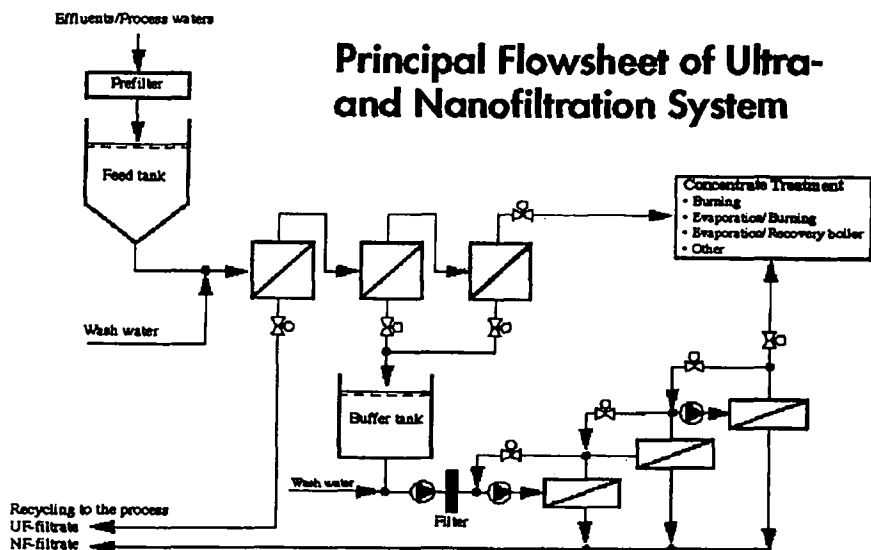 Effluents/Process waters
Principal Flowsheet of Ultra-
and Nanofiltration System
Prefilter
Feed tank
Concentrate Treatment
• Burning
• Evaporation/Burning
• Evaporation/Recovery boiler
• Other
Wash water
Buffer tank
Wash water
Filter
Recycling to the process
UF-filtrate
NF-filtrate